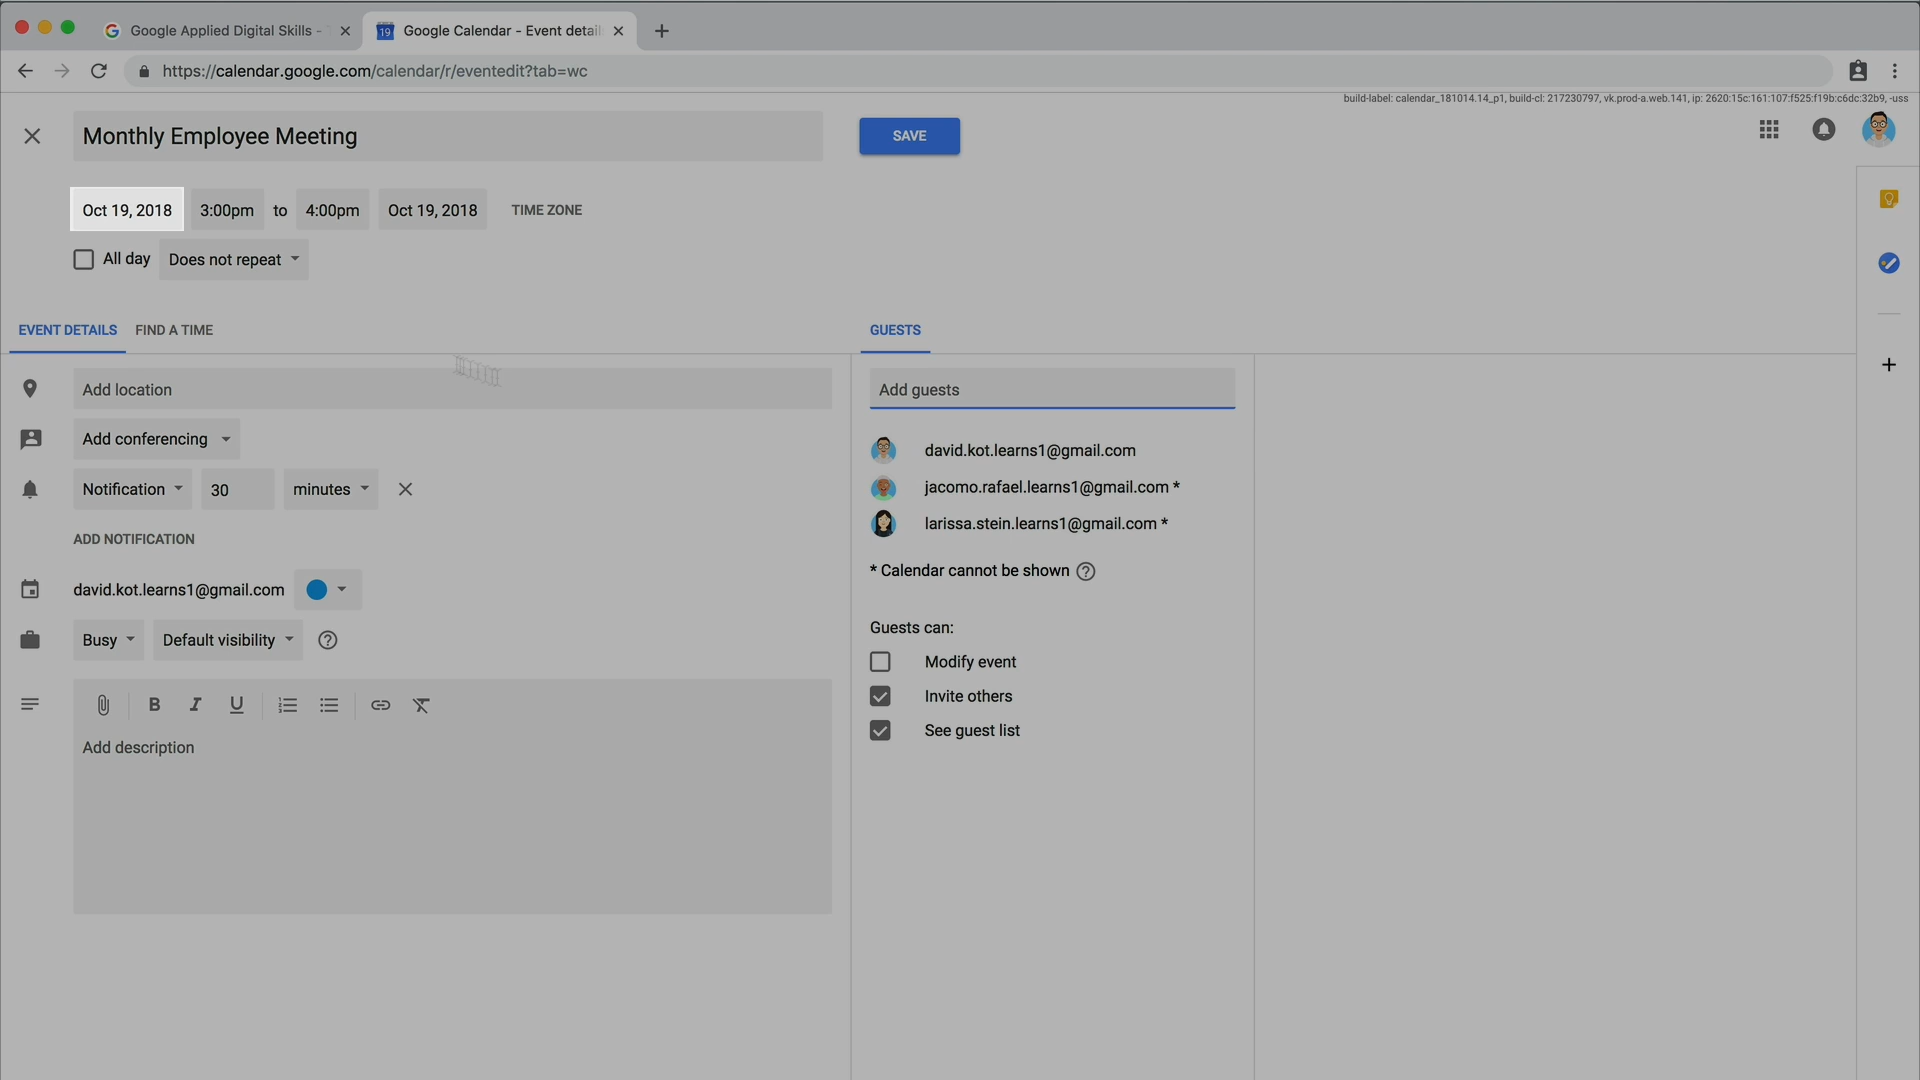 Google Applied Digital Skills -
Google Calendar - Event detail
https://calendar.google.com/calendar/r/eventedit?tab=wc
build-label: calendar_181014.14_p1, build-cl: 217230797, vk.prod-a.web.141, ip: 2620:15c:161:107:f525:f19b:c6dc:32b9, -uss
Monthly Employee Meeting
SAVE
Oct 19, 2018 3:00pm to 4:00pm Oct 19, 2018 TIME ZONE
All day Does not repeat
EVENT DETAILS FIND A TIME
Add location
Add conferencing
Notification 30 minutes
ADD NOTIFICATION
david.kot.learns1@gmail.com
Busy Default visibility
B I U
Add description
GUESTS
Add guests
david.kot.learns1@gmail.com
jacomo.rafael.learns1@gmail.com *
larissa.stein.learns1@gmail.com *
* Calendar cannot be shown
Guests can:
Modify event
Invite others
See guest list